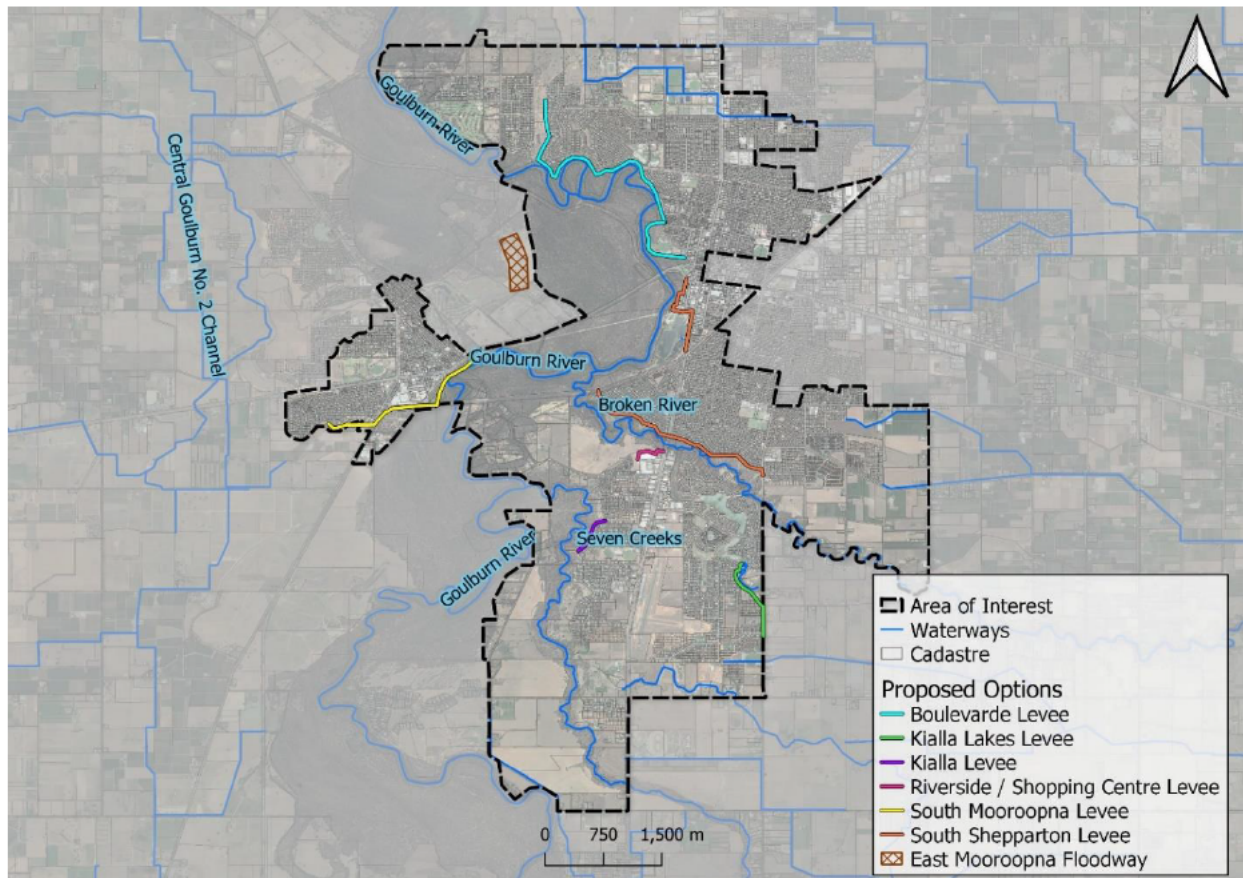 Goulburn River
Central Goulburn No. 2 Channel
Goulburn River
Broken River
Seven Creeks
Goulburn River
0 750 1,500 m
Area of Interest
Waterways
Cadastre
Proposed Options
Boulevarde Levee
Kialla Lakes Levee
Kialla Levee
Riverside / Shopping Centre Levee
South Mooroopna Levee
South Shepparton Levee
East Mooroopna Floodway